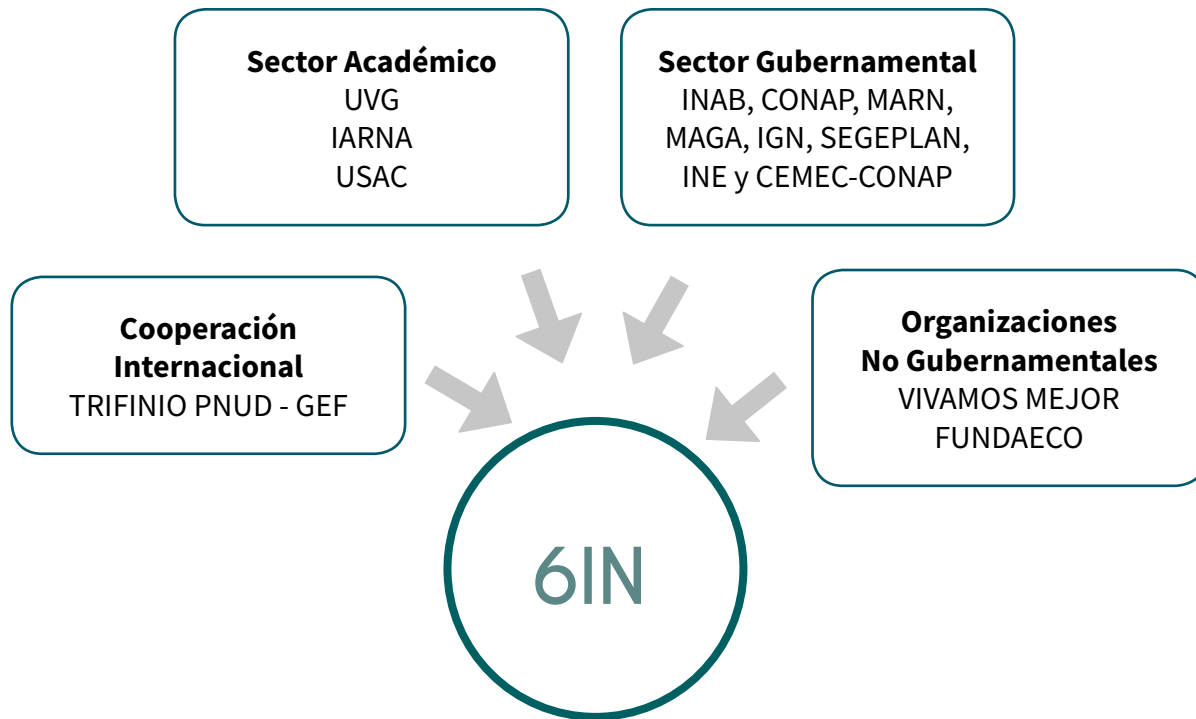 Sector Académico
UVG
IARNA
USAC
Sector Gubernamental
INAB, CONAP, MARN,
MAGA, IGN, SEGEPLAN,
INE y CEMEC-CONAP
Cooperación
Internacional
TRIFINIO PNUD - GEF
Organizaciones
No Gubernamentales
VIVAMOS MEJOR
FUNDAECO
6IN